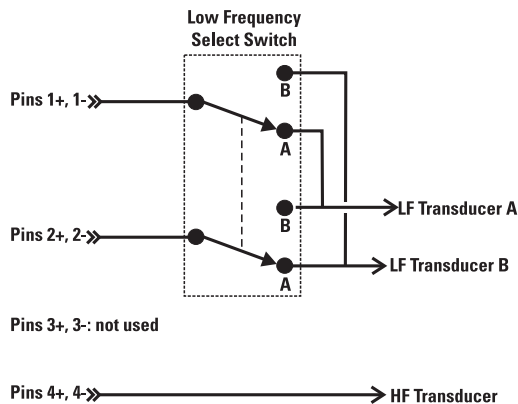 Low Frequency
Select Switch
B
Pins 1+, 1-
A
B
LF Transducer A
Pins 2+, 2-
LF Transducer B
A
Pins 3+, 3-: not used
Pins 4+, 4-
HF Transducer